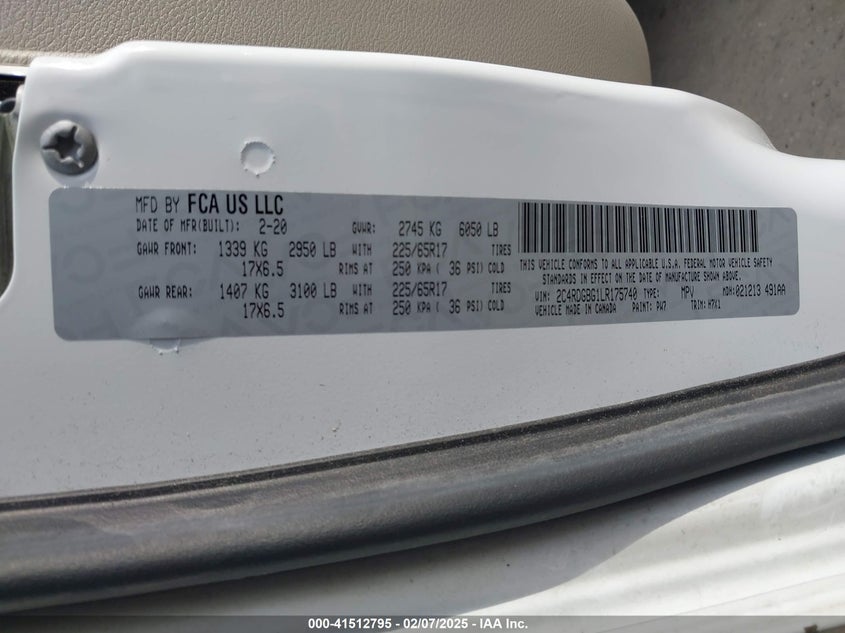 MFD BY FCA US LLC
DATE OF MFR(BUILT): 2-20 GVWR: 2745 KG 6050 LB
GAWR FRONT: 1339 KG 2950 LB WITH 225/65R17 TIRES
17X6.5 RIMS AT 250 KPA ( 36 PSI) COLD
GAWR REAR: 1407 KG 3100 LB WITH 225/65R17 TIRES
17X6.5 RIMS AT 250 KPA ( 36 PSI) COLD
THIS VEHICLE CONFORMS TO ALL APPLICABLE U.S.A. FEDERAL MOTOR VEHICLE SAFETY
STANDARDS IN EFFECT ON THE DATE OF MANUFACTURE SHOWN ABOVE.
VIN: 2C4RDGBG1LR175740 TYPE: MPV MDH: 021213 491AA
VEHICLE MADE IN CANADA PAINT: PW7 TRIM: H7X1
000-41512795 - 02/07/2025 - IAA Inc.